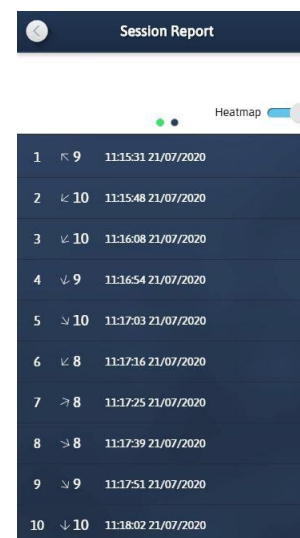 Session Report
Heatmap
1 ↖ 9 11:15:31 21/07/2020
2 ↙ 10 11:15:48 21/07/2020
3 ↙ 10 11:16:08 21/07/2020
4 ↓ 9 11:16:54 21/07/2020
5 ↘ 10 11:17:03 21/07/2020
6 ↙ 8 11:17:16 21/07/2020
7 ↗ 8 11:17:25 21/07/2020
8 ↘ 8 11:17:39 21/07/2020
9 ↘ 9 11:17:51 21/07/2020
10 ↓ 10 11:18:02 21/07/2020